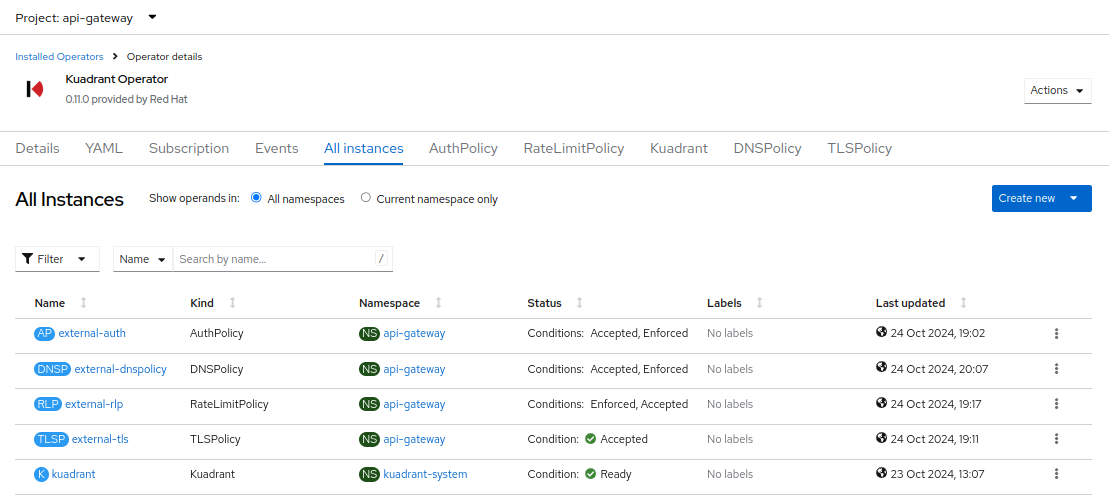 Project: api-gateway
Installed Operators > Operator details
Kuadrant Operator
0.11.0 provided by Red Hat
Actions
Details YAML Subscription Events All instances AuthPolicy RateLimitPolicy Kuadrant DNSPolicy TLSPolicy
All Instances Show operands in: All namespaces Current namespace only Create new
Filter Name Search by name... /
Name Kind Namespace Status Labels Last updated
AP external-auth AuthPolicy NS api-gateway Conditions: Accepted, Enforced No labels 24 Oct 2024, 19:02
DNSP external-dnspolicy DNSPolicy NS api-gateway Conditions: Accepted, Enforced No labels 24 Oct 2024, 20:07
RLP external-rlp RateLimitPolicy NS api-gateway Conditions: Enforced, Accepted No labels 24 Oct 2024, 19:17
TLSP external-tls TLSPolicy NS api-gateway Condition: Accepted No labels 24 Oct 2024, 19:11
K kuadrant Kuadrant NS kuadrant-system Condition: Ready No labels 23 Oct 2024, 13:07